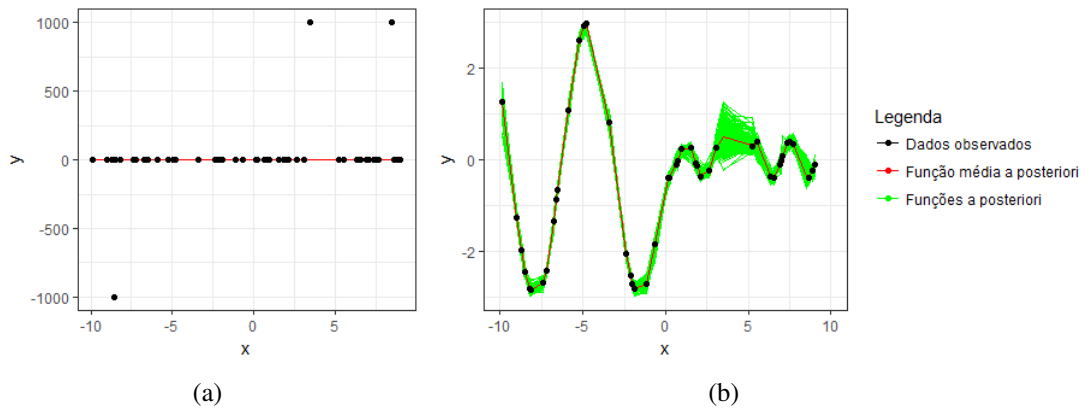 1000
500
0
-500
-1000
y
-10
-5
0
5
x
(a)
2
0
-2
y
-10
-5
0
5
10
x
(b)
Legenda
Dados observados
Função média a posteriori
Funções a posteriori